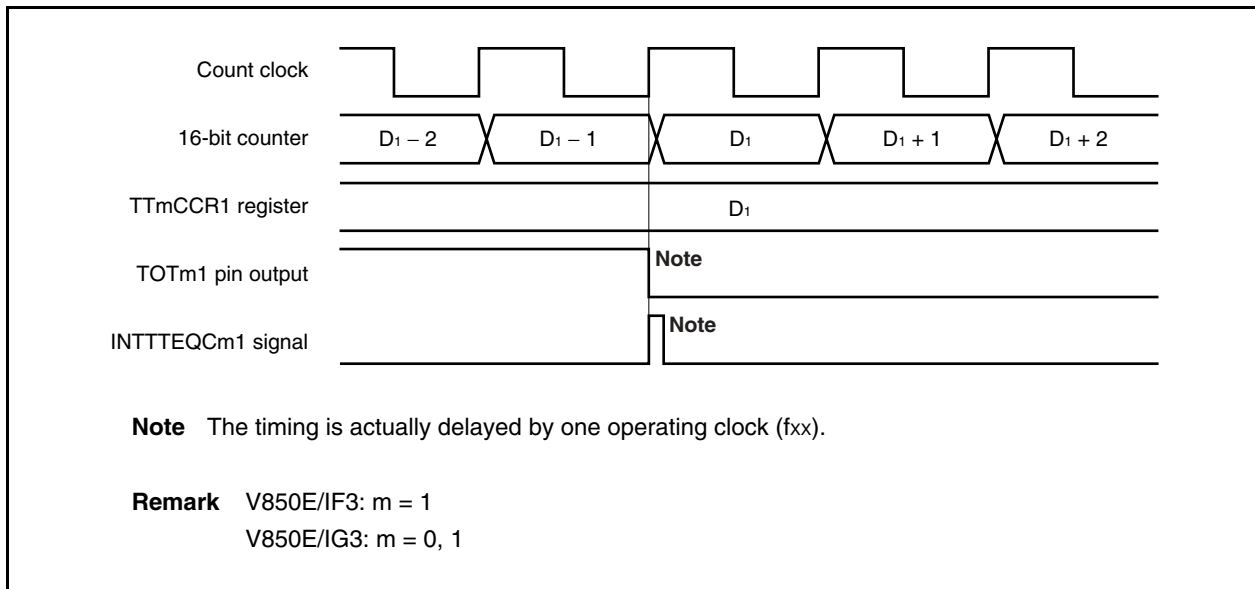 Count clock
16-bit counter
D1 − 2
D1 − 1
D1
D1 + 1
D1 + 2
TTmCCR1 register
D1
TOTm1 pin output
Note
INTTTEQCm1 signal
Note
Note The timing is actually delayed by one operating clock (fxx).
Remark V850E/IF3: m = 1
V850E/IG3: m = 0, 1